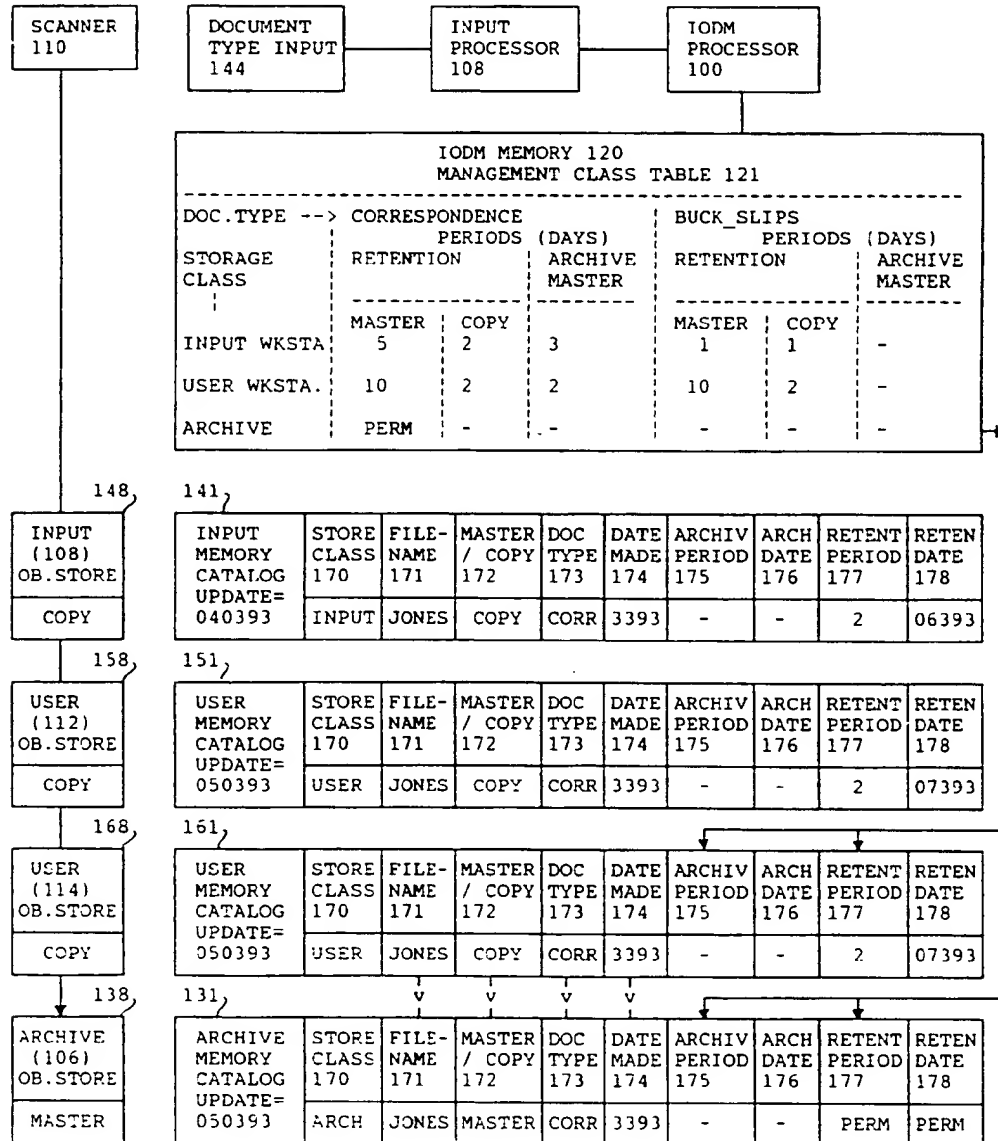 SCANNER
110
DOCUMENT
TYPE INPUT
144
INPUT
PROCESSOR
108
IODM
PROCESSOR
100
IODM MEMORY 120
MANAGEMENT CLASS TABLE 121
DOC.TYPE --> CORRESPONDENCE BUCK_SLIPS
PERIODS (DAYS) PERIODS (DAYS)
STORAGE RETENTION ARCHIVE RETENTION ARCHIVE
CLASS MASTER MASTER
MASTER COPY MASTER COPY
INPUT WKSTA 5 2 3 1 1 -
USER WKSTA. 10 2 2 10 2 -
ARCHIVE PERM - - - - -
148 141
INPUT INPUT STORE FILE- MASTER DOC DATE ARCHIV ARCH RETENT RETEN
(108) MEMORY CLASS NAME / COPY TYPE MADE PERIOD DATE PERIOD DATE
OB.STORE CATALOG 170 171 172 173 174 175 176 177 178
UPDATE=
COPY 040393 INPUT JONES COPY CORR 3393 - - 2 06393
158 151
USER USER STORE FILE- MASTER DOC DATE ARCHIV ARCH RETENT RETEN
(112) MEMORY CLASS NAME / COPY TYPE MADE PERIOD DATE PERIOD DATE
OB.STORE CATALOG 170 171 172 173 174 175 176 177 178
UPDATE=
COPY 050393 USER JONES COPY CORR 3393 - - 2 07393
168 161
USER USER STORE FILE- MASTER DOC DATE ARCHIV ARCH RETENT RETEN
(114) MEMORY CLASS NAME / COPY TYPE MADE PERIOD DATE PERIOD DATE
OB.STORE CATALOG 170 171 172 173 174 175 176 177 178
UPDATE=
COPY 050393 USER JONES COPY CORR 3393 - - 2 07393
138 131 v v v v
ARCHIVE ARCHIVE STORE FILE- MASTER DOC DATE ARCHIV ARCH RETENT RETEN
(106) MEMORY CLASS NAME / COPY TYPE MADE PERIOD DATE PERIOD DATE
OB.STORE CATALOG 170 171 172 173 174 175 176 177 178
UPDATE=
MASTER 050393 ARCH JONES MASTER CORR 3393 - - PERM PERM